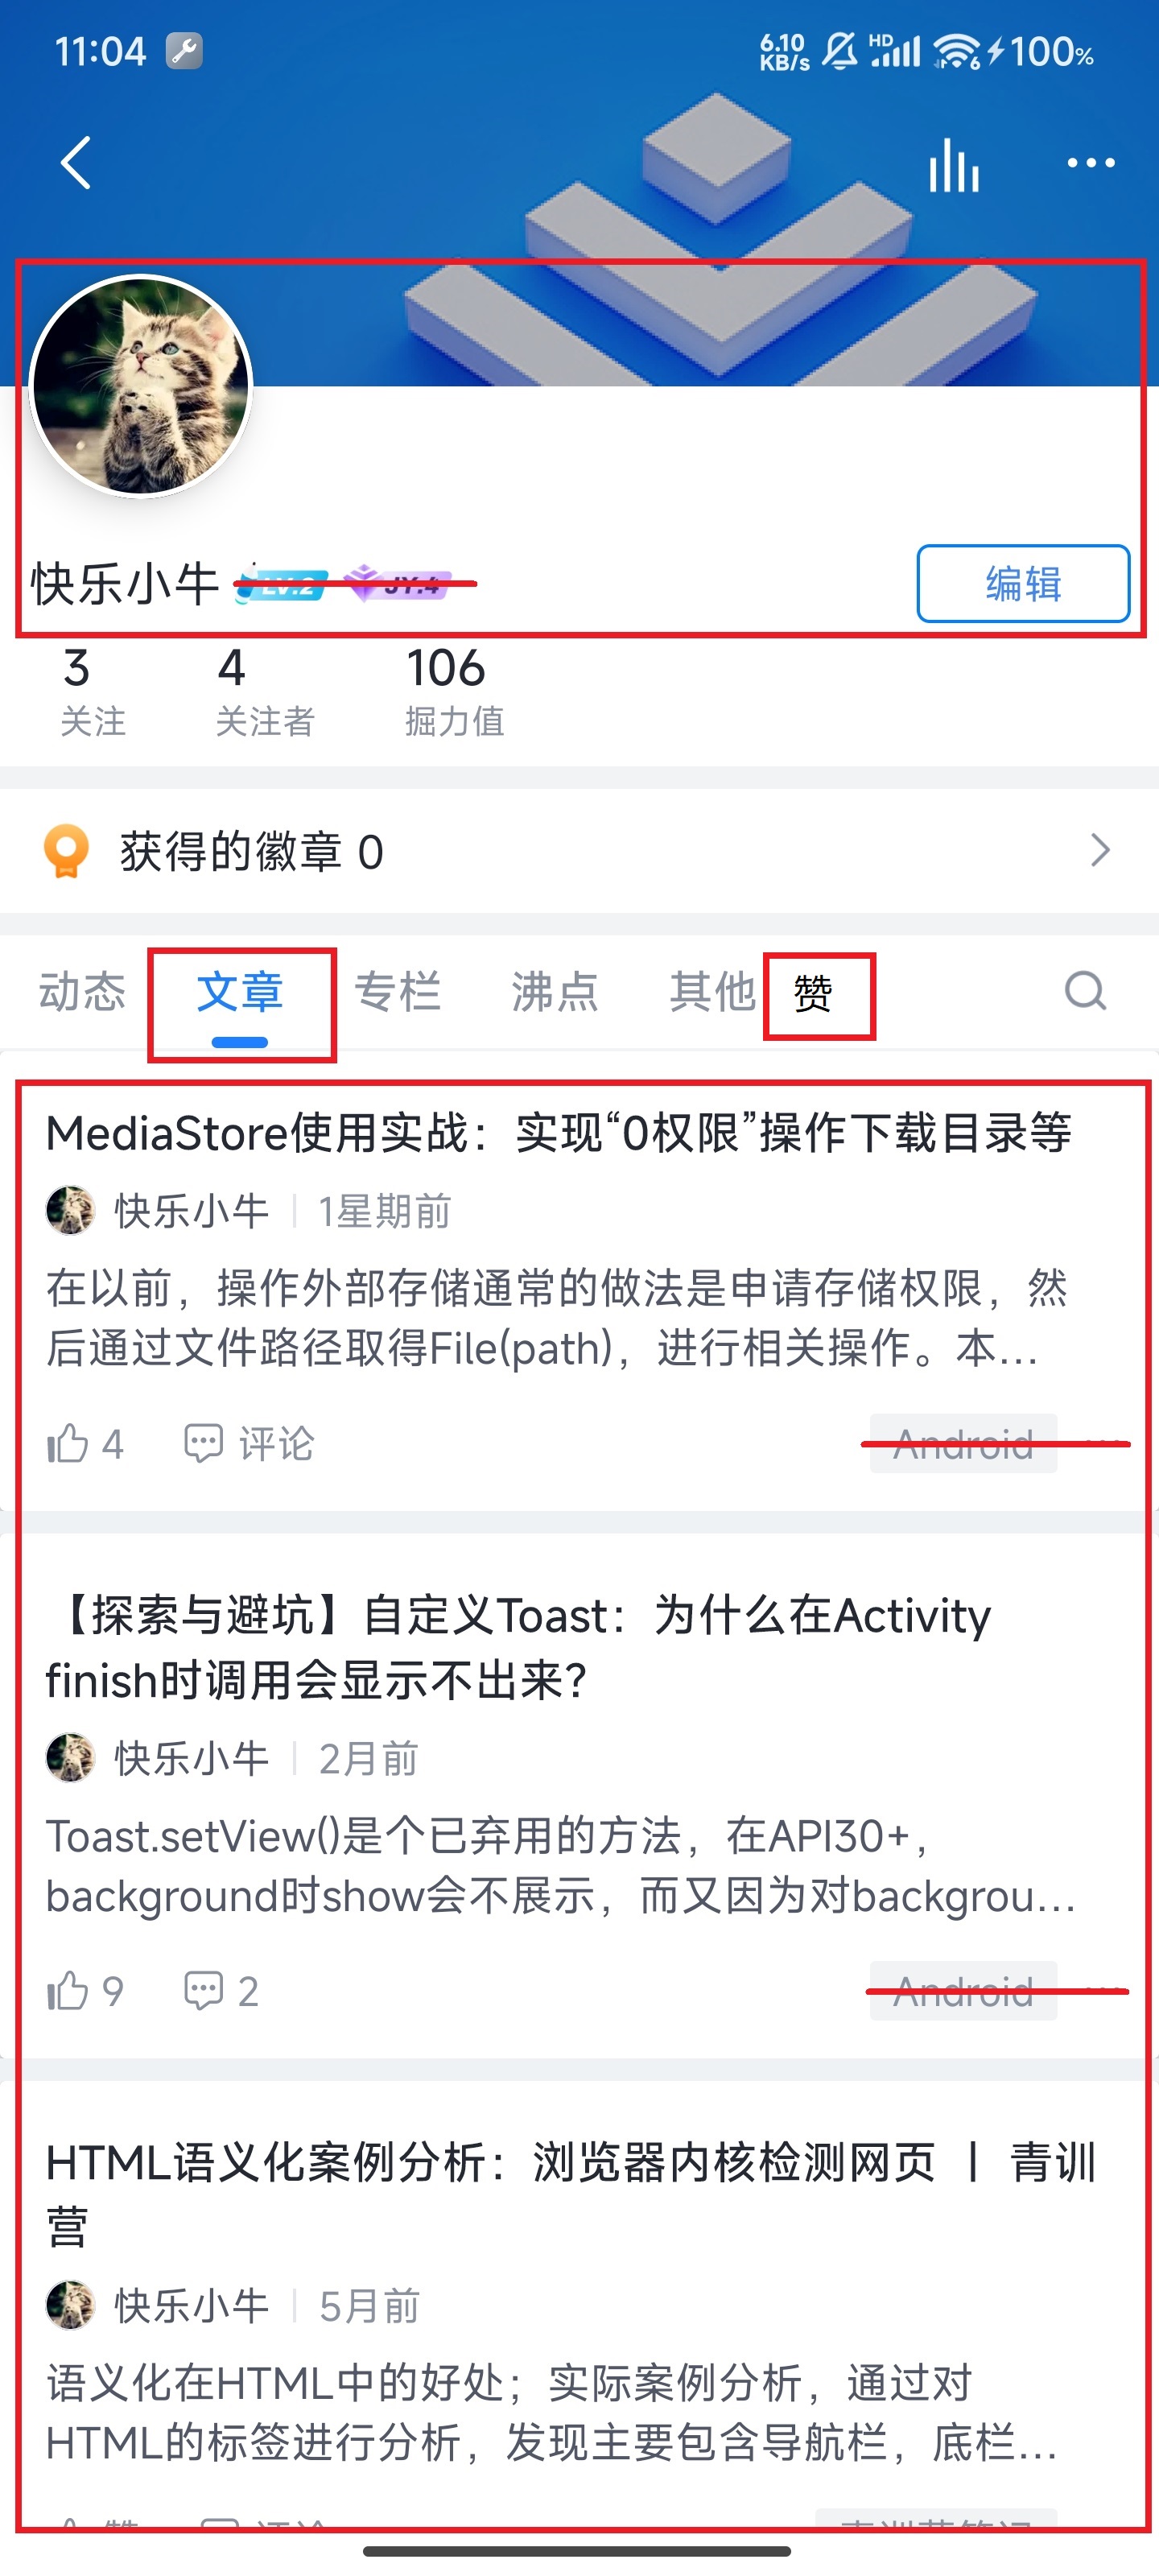 11:04
6.10 KB/s HD 6 100%
快乐小牛 LV.2 JY.4
编辑
3 4 106
关注 关注者 掘力值
获得的徽章 0
动态 文章 专栏 沸点 其他 赞
MediaStore使用实战：实现“0权限”操作下载目录等
快乐小牛 1星期前
在以前，操作外部存储通常的做法是申请存储权限，然
后通过文件路径取得File(path)，进行相关操作。本...
4 评论 Android
【探索与避坑】自定义Toast：为什么在Activity
finish时调用会显示不出来？
快乐小牛 2月前
Toast.setView()是个已弃用的方法，在API30+，
background时show会不展示，而又因为对backgrou...
9 2 Android
HTML语义化案例分析：浏览器内核检测网页 | 青训
营
快乐小牛 5月前
语义化在HTML中的好处；实际案例分析，通过对
HTML的标签进行分析，发现主要包含导航栏，底栏...